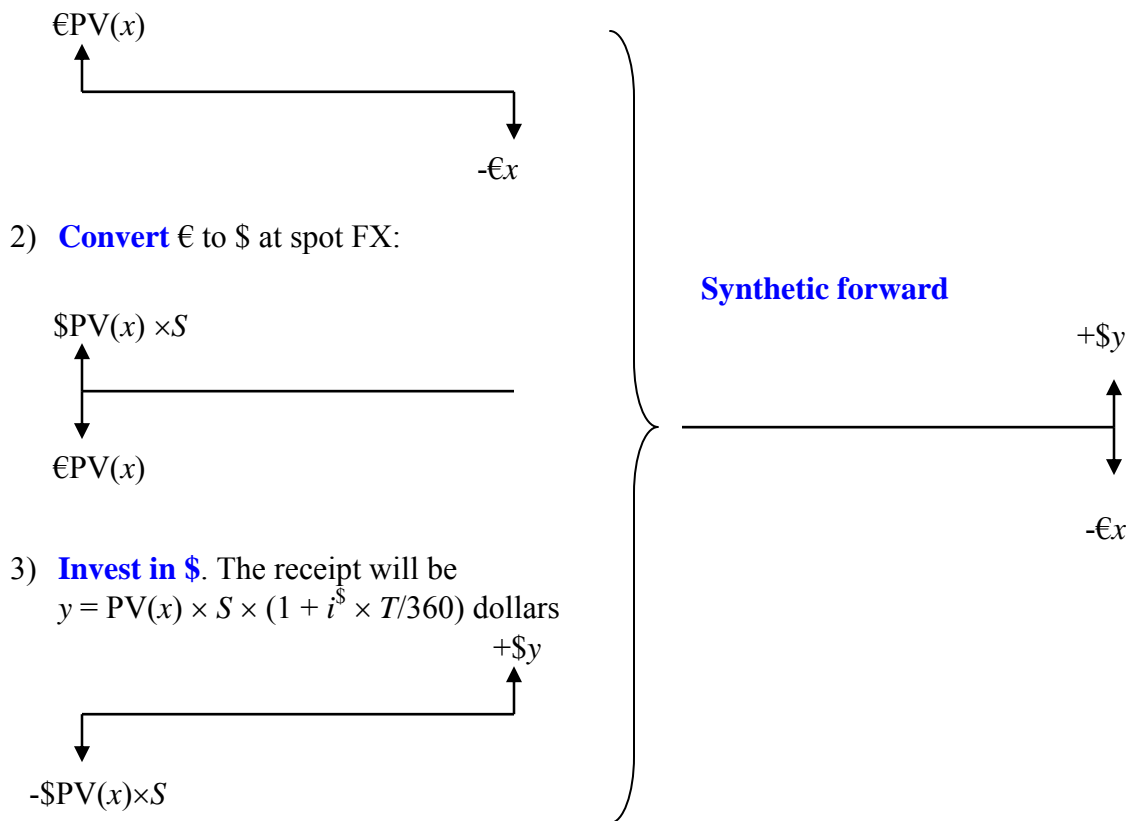 €PV(x)
-€x
2) Convert € to $ at spot FX:
$PV(x) ×S
€PV(x)
3) Invest in $. The receipt will be
y = PV(x) × S × (1 + i$ × T/360) dollars
+$y
-$PV(x)×S
Synthetic forward
+$y
-€x